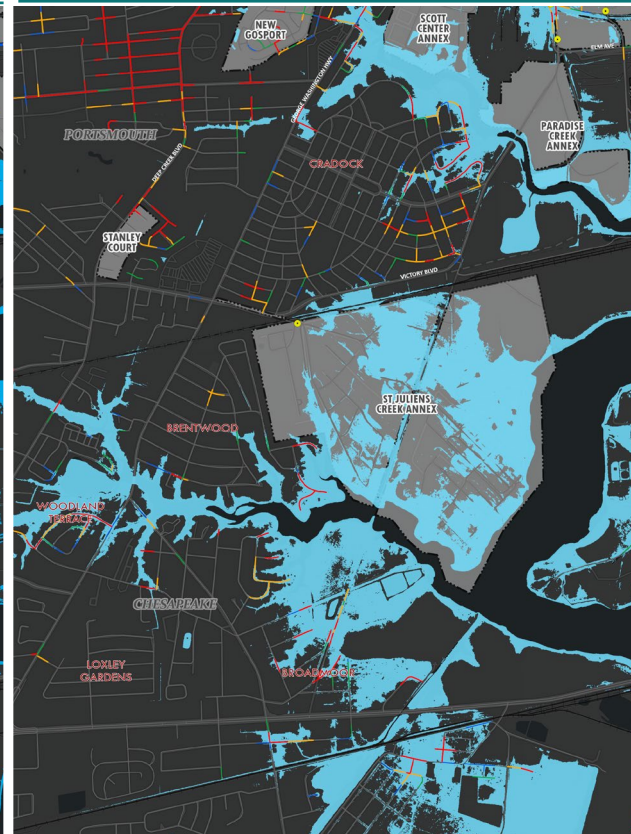 NEW
GOSPORT
SCOTT
CENTER
ANNEX
ELM AVE
GEORGE WASHINGTON HWY
PORTSMOUTH
PARADISE
CREEK
ANNEX
DEEP CREEK BLVD
CRADOCK
STANLEY
COURT
VICTORY BLVD
ST JULIENS
CREEK ANNEX
BRENTWOOD
WOODLAND
TERRACE
CHESAPEAKE
LOXLEY
GARDENS
BROADMOOR